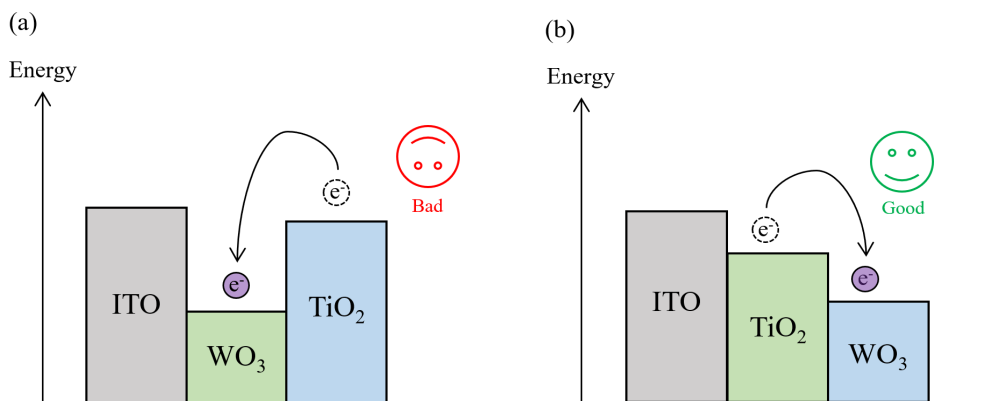 (a)
Energy
e⁻
Bad
e⁻
ITO
TiO₂
WO₃
(b)
Energy
Good
e⁻
e⁻
ITO
TiO₂
WO₃